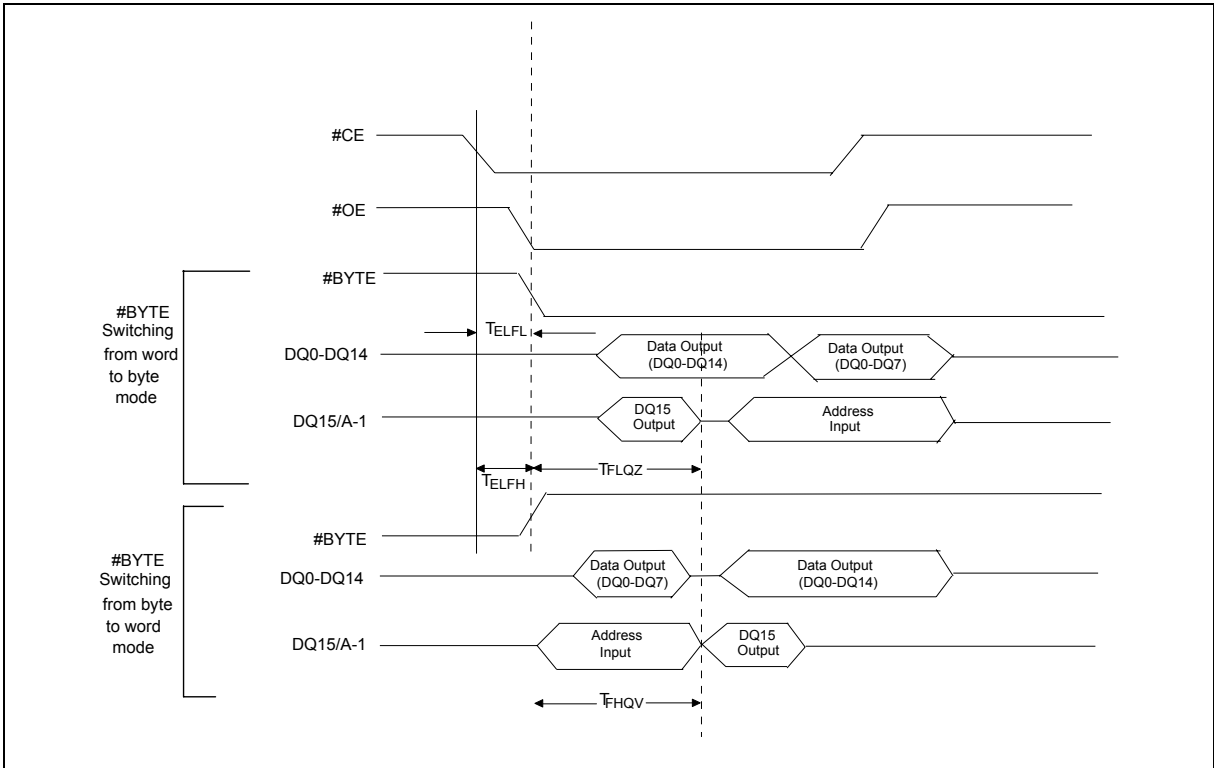 #CE
#OE
#BYTE
Switching
from word
to byte
mode
#BYTE
TELFL
DQ0-DQ14
Data Output
(DQ0-DQ14)
Data Output
(DQ0-DQ7)
DQ15/A-1
DQ15
Output
Address
Input
TELFH
TFLQZ
#BYTE
Switching
from byte
to word
mode
#BYTE
DQ0-DQ14
Data Output
(DQ0-DQ7)
Data Output
(DQ0-DQ14)
DQ15/A-1
Address
Input
DQ15
Output
TFHQV